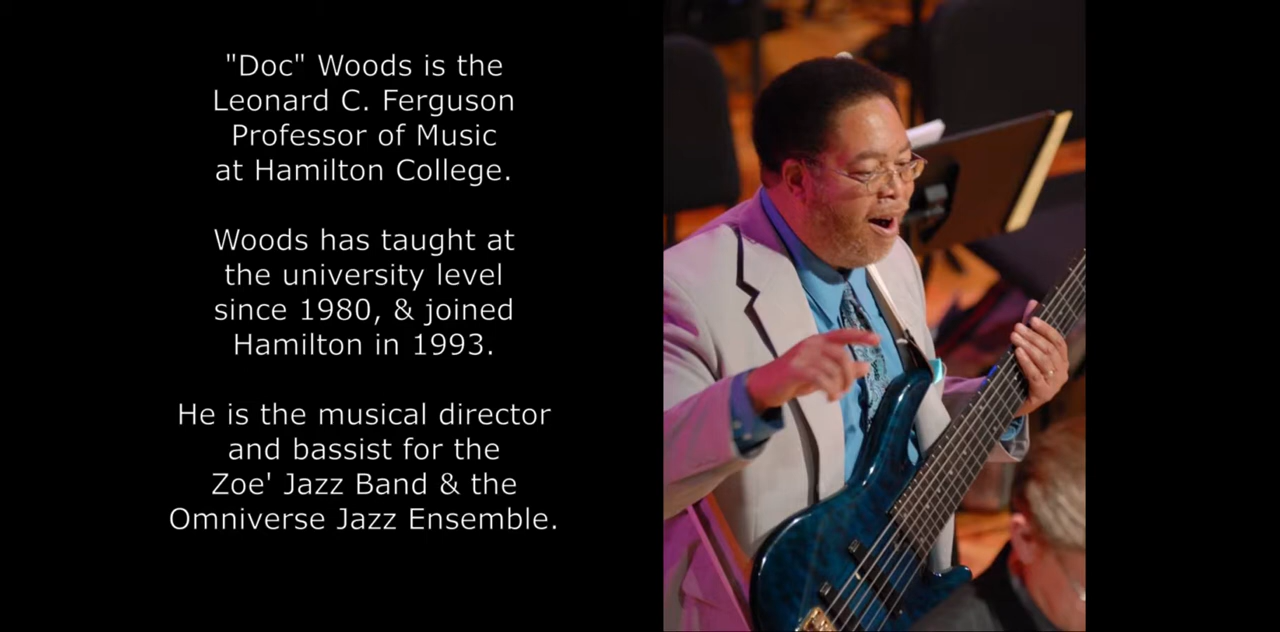 "Doc" Woods is the
Leonard C. Ferguson
Professor of Music
at Hamilton College.
Woods has taught at
the university level
since 1980, & joined
Hamilton in 1993.
He is the musical director
and bassist for the
Zoe' Jazz Band & the
Omniverse Jazz Ensemble.